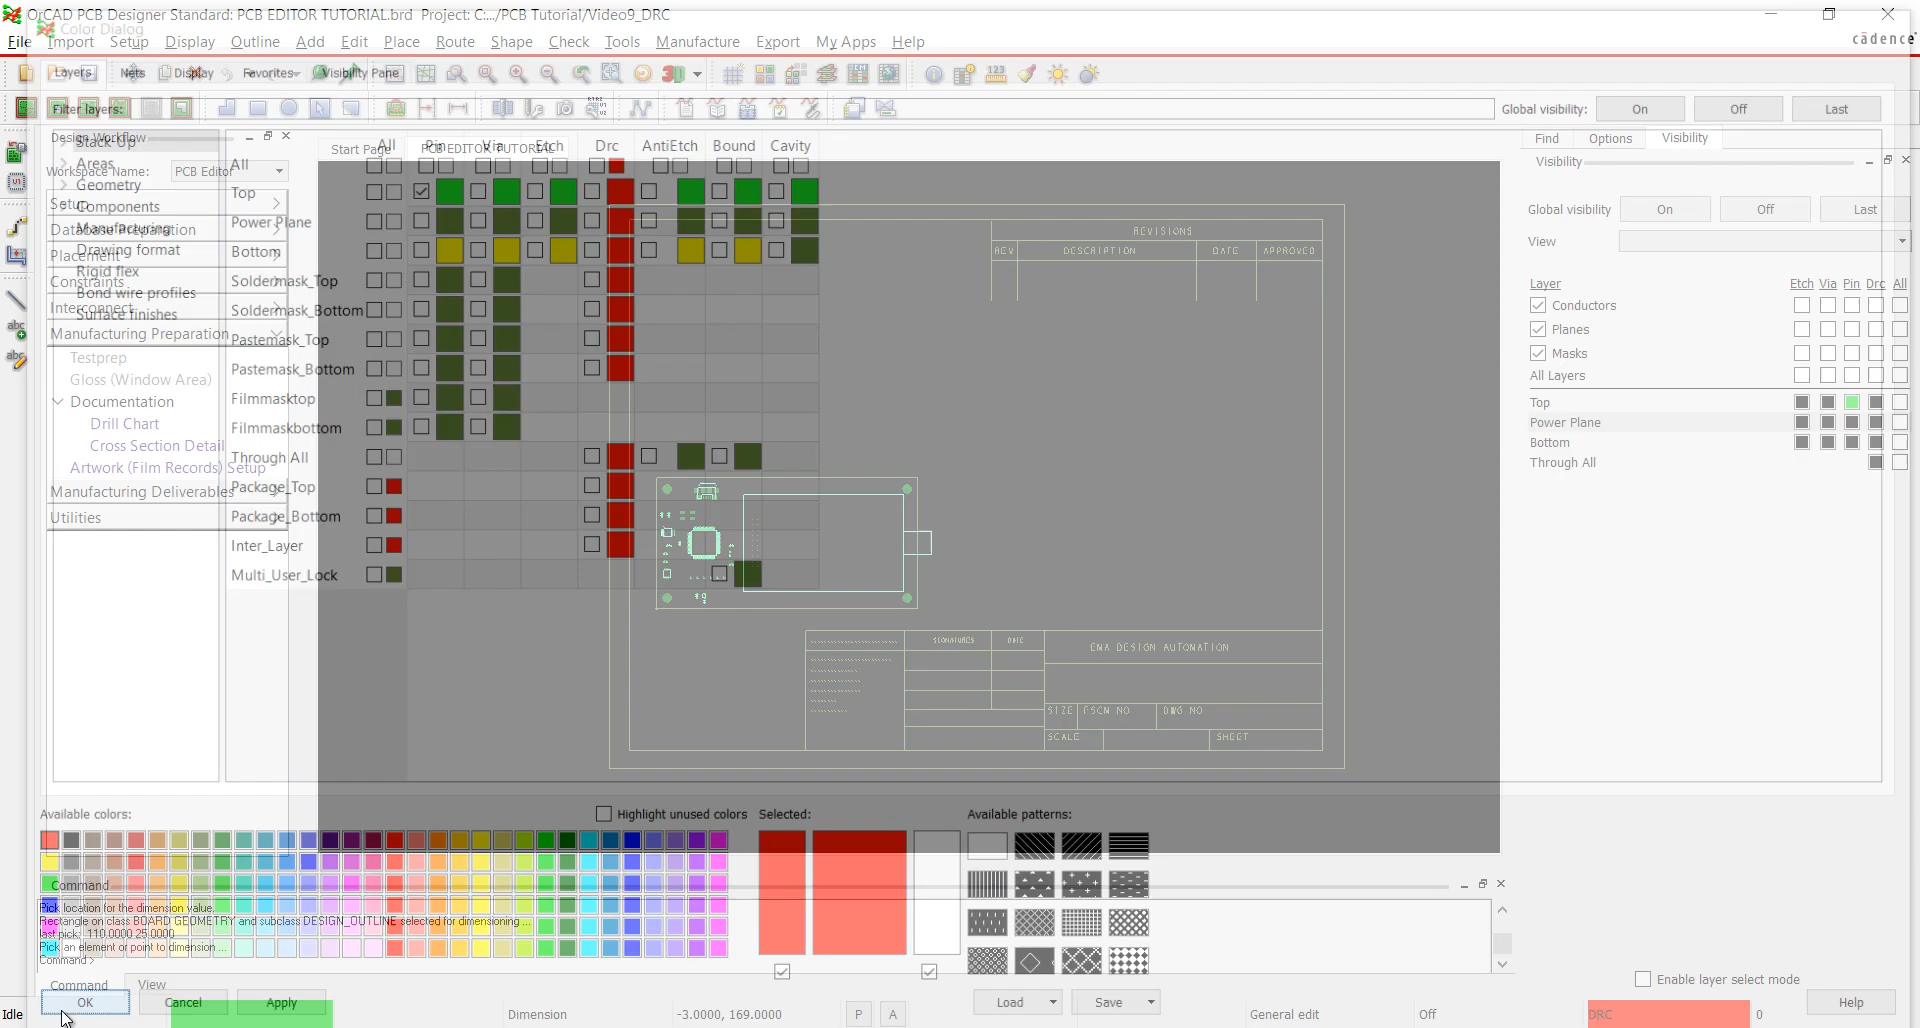 OrCAD PCB Designer Standard: PCB EDITOR TUTORIAL.brd Project: C:.../PCB Tutorial/Video9_DRC
Color Dialog
File Import Setup Display Outline Add Edit Place Route Shape Check Tools Manufacture Export My Apps Help
cādence
Layers Nets Display Favorites Visibility Pane
Filter layers:
Global visibility: On Off Last
Design Workflow
Workspace Name: PCB Editor
Setup
Database Preparation
Placement
Constraints
Interconnect
Manufacturing Preparation
Testprep
Gloss (Window Area)
Documentation
Drill Chart
Cross Section Detail
Artwork (Film Records) Setup
Manufacturing Deliverables
Utilities
Stack-Up
Areas
Geometry
Components
Manufacturing
Drawing format
Rigid flex
Bond wire profiles
Surface finishes
Start Page PCB EDITOR TUTORIAL
All Pin Via Etch Drc AntiEtch Bound Cavity
All
Top
Power Plane
Bottom
Soldermask_Top
Soldermask_Bottom
Pastemask_Top
Pastemask_Bottom
Filmmasktop
Filmmaskbottom
Through All
Package_Top
Package_Bottom
Inter_Layer
Multi_User_Lock
REVISIONS
REV DESCRIPTION DATE APPROVED
SIGNATURES DATE
EMA DESIGN AUTOMATION
SIZE FSCM NO DWG NO
SCALE SHEET
Find Options Visibility
Visibility
Global visibility On Off Last
View
Layer Etch Via Pin Drc All
Conductors
Planes
Masks
All Layers
Top
Power Plane
Bottom
Through All
Available colors: Highlight unused colors Selected: Available patterns:
Command
Pick location for the dimension value.
Rectangle on class BOARD GEOMETRY and subclass DESIGN_OUTLINE selected for dimensioning ...
last pick: 110.0000 25.0000
Pick an element or point to dimension ...
Command >
Command View
Enable layer select mode
OK Cancel Apply Load Save Help
Idle Dimension -3.0000, 169.0000 P A General edit Off DRC 0